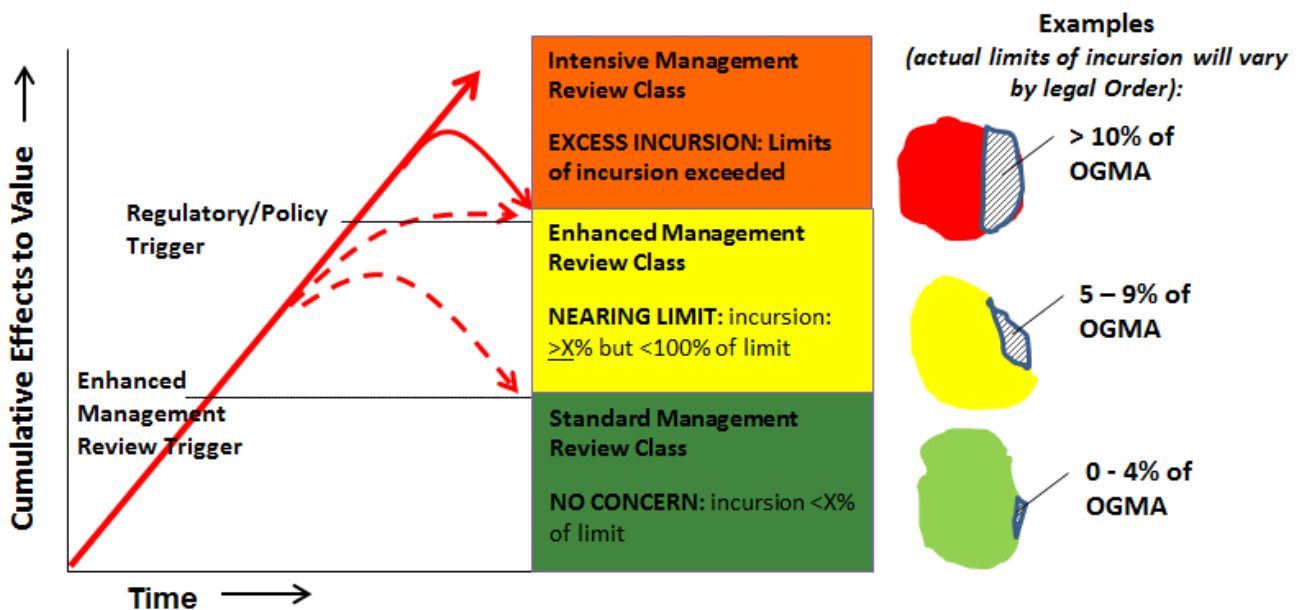 Cumulative Effects to Value
Time
Regulatory/Policy
Trigger
Enhanced
Management
Review Trigger
Intensive Management
Review Class
EXCESS INCURSION: Limits
of incursion exceeded
Enhanced Management
Review Class
NEARING LIMIT: incursion:
>X% but <100% of limit
Standard Management
Review Class
NO CONCERN: incursion <X%
of limit
Examples
(actual limits of incursion will vary
by legal Order):
> 10% of
OGMA
5 – 9% of
OGMA
0 - 4% of
OGMA